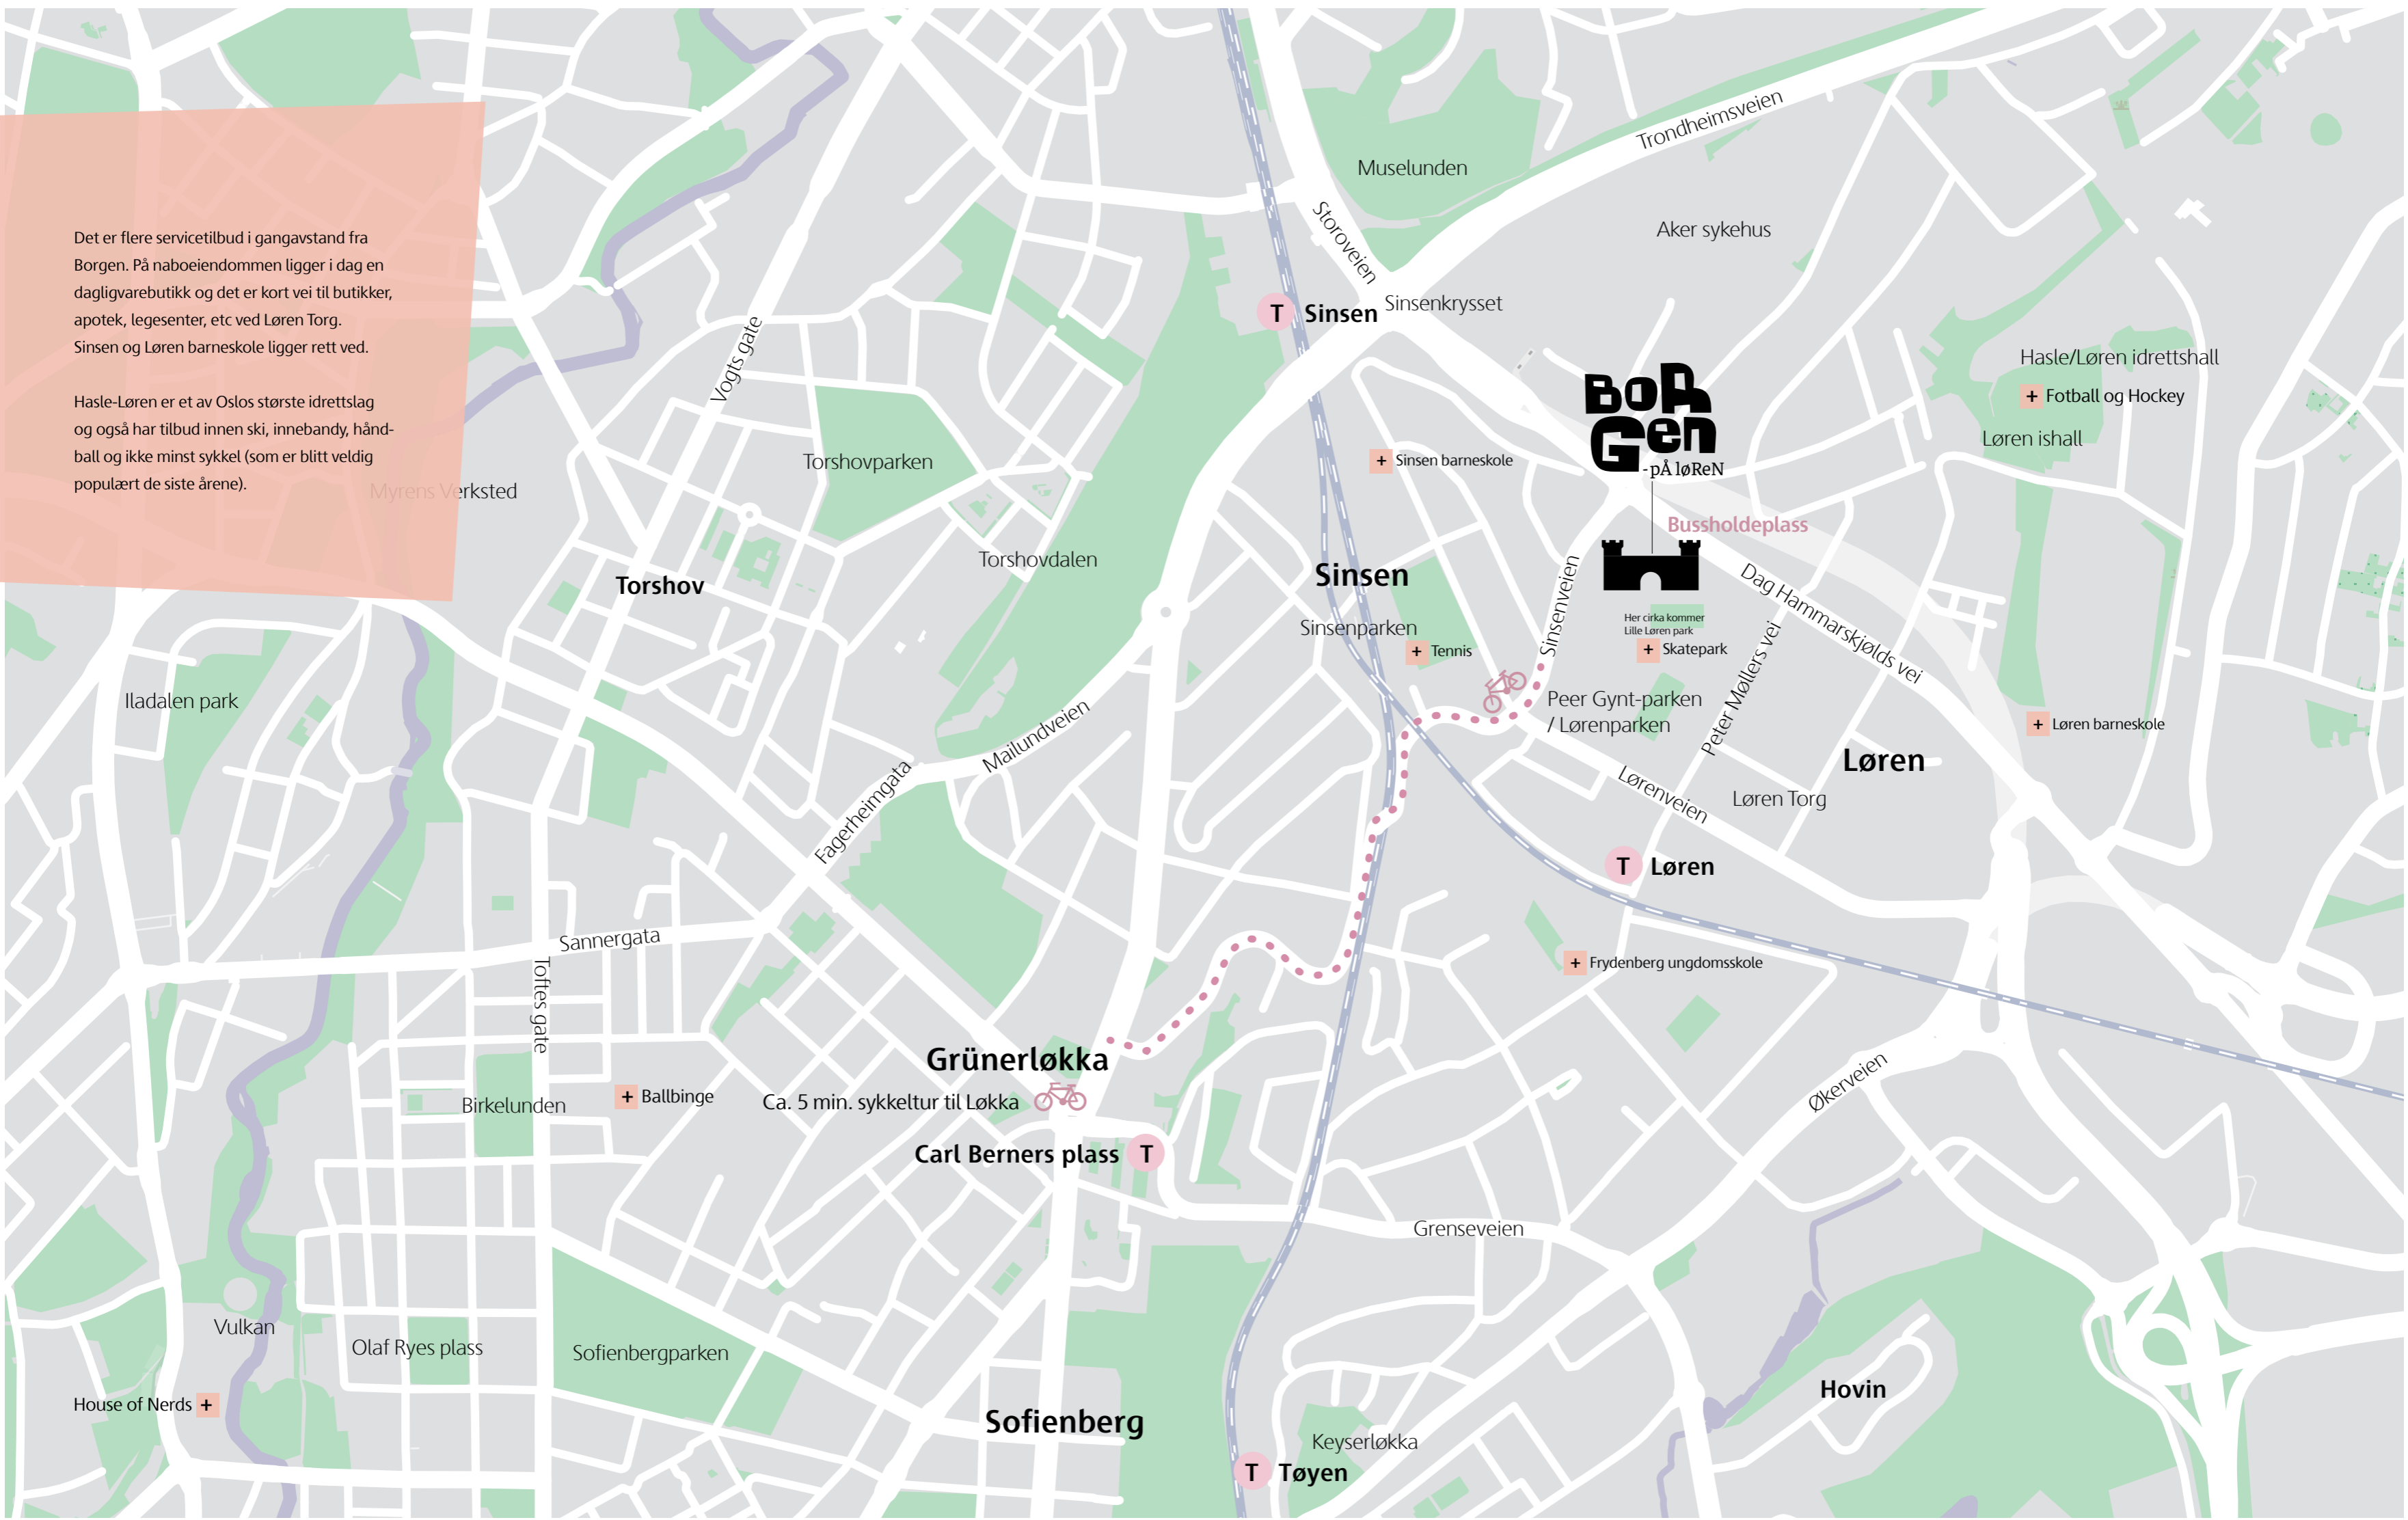 Det er flere servicetilbud i gangavstand fra
Borgen. På naboeiendommen ligger i dag en
dagligvarebutikk og det er kort vei til butikker,
apotek, legesenter, etc ved Løren Torg.
Sinsen og Løren barneskole ligger rett ved.
Hasle-Løren er et av Oslos største idrettslag
og også har tilbud innen ski, innebandy, hånd-
ball og ikke minst sykkel (som er blitt veldig
populært de siste årene).
Myrens Verksted
Trondheimsveien
Muselunden
Storoveien
Aker sykehus
T Sinsen
Sinsenkrysset
Vogts gate
Hasle/Løren idrettshall
+ Fotball og Hockey
Løren ishall
BoRGen
-pÅ løReN
Torshovparken
+ Sinsen barneskole
Bussholdeplass
Torshovdalen
Torshov
Sinsen
Sinsenveien
Dag Hammarskjølds vei
Her cirka kommer
Lille Løren park
+ Skatepark
Sinsenparken
+ Tennis
Peter Møllers vei
Iladalen park
Peer Gynt-parken
/ Lørenparken
+ Løren barneskole
Mailundveien
Løren
Fagerheimgata
Lørenveien
Løren Torg
T Løren
Sannergata
Toftes gate
+ Frydenberg ungdomsskole
Grünerløkka
Ca. 5 min. sykkeltur til Løkka
Birkelunden
+ Ballbinge
Økerveien
Carl Berners plass T
Grenseveien
Vulkan
Olaf Ryes plass
Sofienbergparken
House of Nerds +
Hovin
Sofienberg
Keyserløkka
T Tøyen